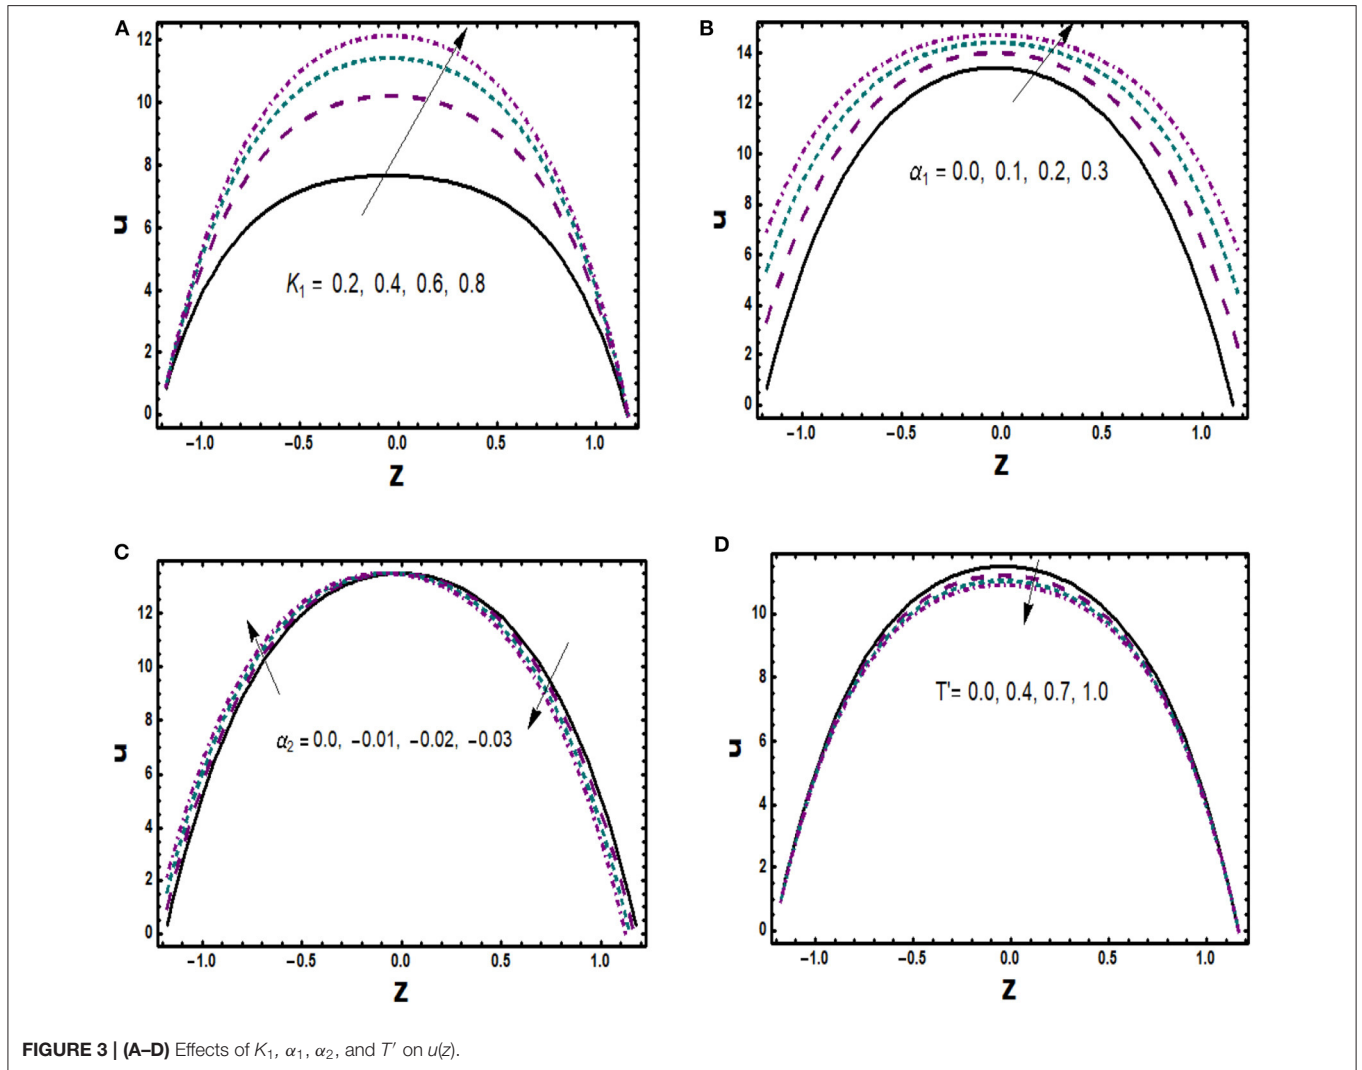 A
12
10
8
6
4
2
0
u
K₁ = 0.2, 0.4, 0.6, 0.8
−1.0 −0.5 0.0 0.5 1.0
Z
B
14
12
10
8
6
4
2
0
u
α₁ = 0.0, 0.1, 0.2, 0.3
−1.0 −0.5 0.0 0.5 1.0
Z
C
12
10
8
6
4
2
0
u
α₂ = 0.0, −0.01, −0.02, −0.03
−1.0 −0.5 0.0 0.5 1.0
Z
D
10
8
6
4
2
0
u
T'= 0.0, 0.4, 0.7, 1.0
−1.0 −0.5 0.0 0.5 1.0
Z
FIGURE 3 | (A–D) Effects of K₁, α₁, α₂, and T′ on u(z).